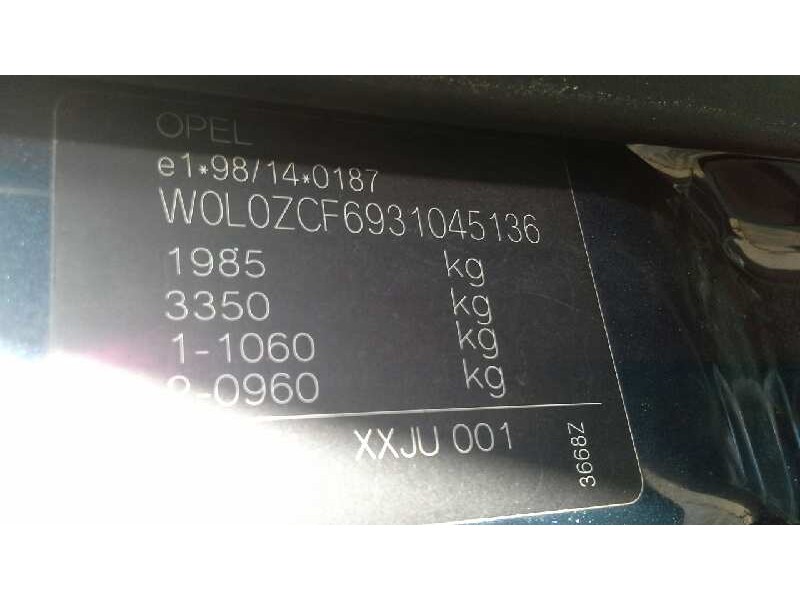 OPEL
e1*98/14*0187
W0L0ZCF6931045136
1985 kg
3350 kg
1-1060 kg
2-0960 kg
XXJU 001
3668Z